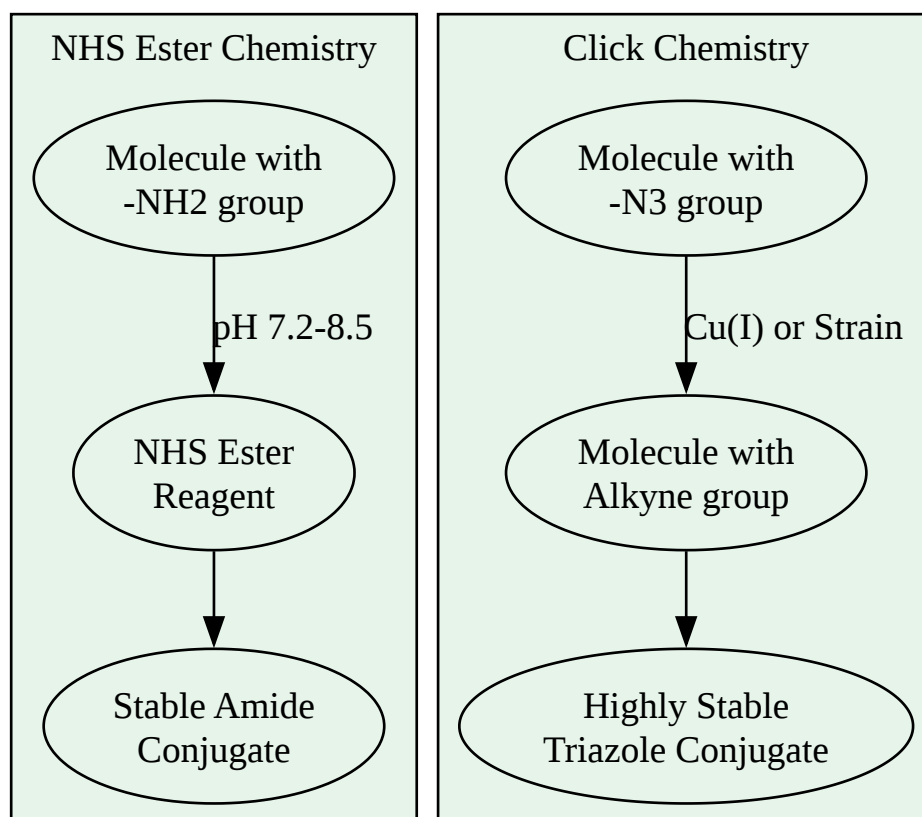 NHS Ester Chemistry
Molecule with
-NH2 group
pH 7.2-8.5
NHS Ester
Reagent
Stable Amide
Conjugate
Click Chemistry
Molecule with
-N3 group
Cu(I) or Strain
Molecule with
Alkyne group
Highly Stable
Triazole Conjugate